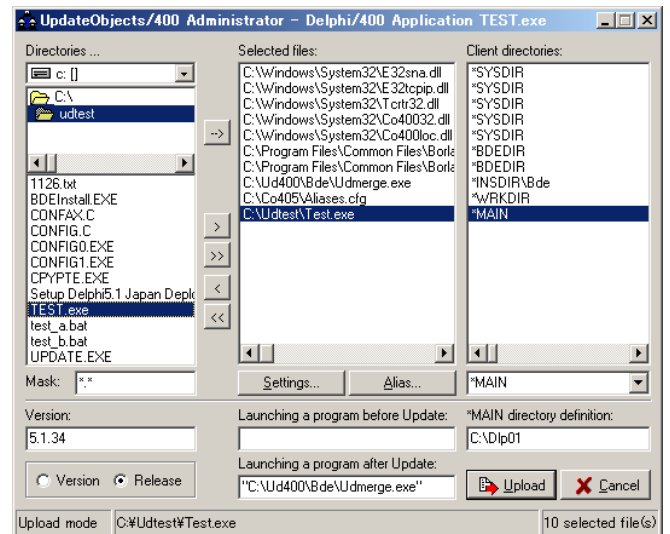 UpdateObjects/400 Administrator - Delphi/400 Application TEST.exe
Directories ...
c: []
C:\
udtest
1126.txt
BDEInstall.EXE
CONFAX.C
CONFIG.C
CONFIG0.EXE
CONFIG1.EXE
CPYPTE.EXE
Setup Delphi5.1 Japan Deplo
TEST.exe
test_a.bat
test_b.bat
UPDATE.EXE
Mask: *.*
-->
>
>>
<
<<
Selected files:
C:\Windows\System32\E32sna.dll
C:\Windows\System32\E32tcpip.dll
C:\Windows\System32\Tcrtr32.dll
C:\Windows\System32\Co40032.dll
C:\Windows\System32\Co400loc.dll
C:\Program Files\Common Files\Borla
C:\Program Files\Common Files\Borla
C:\Ud400\Bde\Udmerge.exe
C:\Co405\Aliases.cfg
C:\Udtest\Test.exe
Settings... Alias...
Client directories:
*SYSDIR
*SYSDIR
*SYSDIR
*SYSDIR
*SYSDIR
*BDEDIR
*BDEDIR
*INSDIR\Bde
*WRKDIR
*MAIN
*MAIN
Version:
5.1.34
Version Release
Launching a program before Update:
Launching a program after Update:
"C:\Ud400\Bde\Udmerge.exe"
*MAIN directory definition:
C:\Dlp01
Upload Cancel
Upload mode C:¥Udtest¥Test.exe 10 selected file(s)